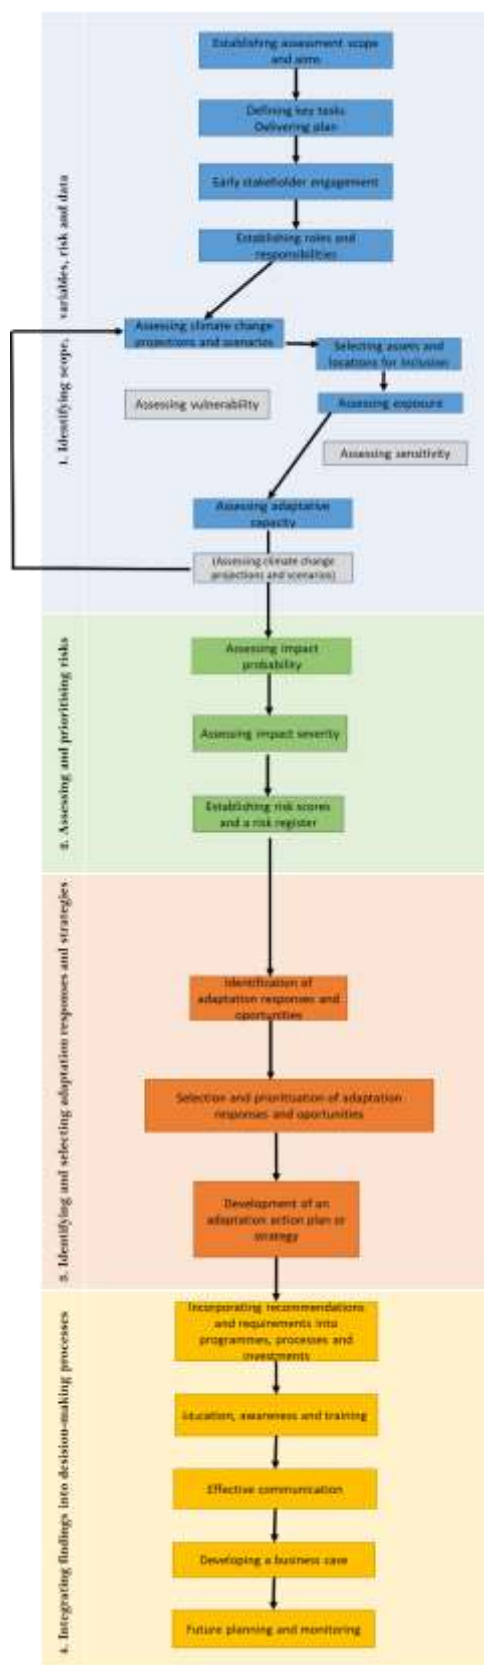 Establishing assessment scope
and aims
Defining key tasks
Delivering plan
Early stakeholder engagement
Establishing roles and
responsibilities
1. Identifying scope, variables, risk and data
Assessing climate change
projections and scenarios
Selecting assets and
locations for inclusion
Assessing vulnerability
Assessing exposure
Assessing sensitivity
Assessing adaptative
capacity
(Assessing climate change
projections and scenarios)
2. Assessing and prioritising risks
Assessing impact
probability
Assessing impact severity
Establishing risk scores
and a risk register
3. Identifying and selecting adaptation responses and strategies
Identification of
adaptation responses and
oportunities
Selection and prioritisation of adaptation
responses and oportunities
Development of an
adaptation action plan or
strategy
4. Integrating findings into desision-making processes
Incorporating recommendations
and requirements into
programmes, processes and
investments
Education, awareness and training
Effective communication
Developing a business case
Future planning and monitoring